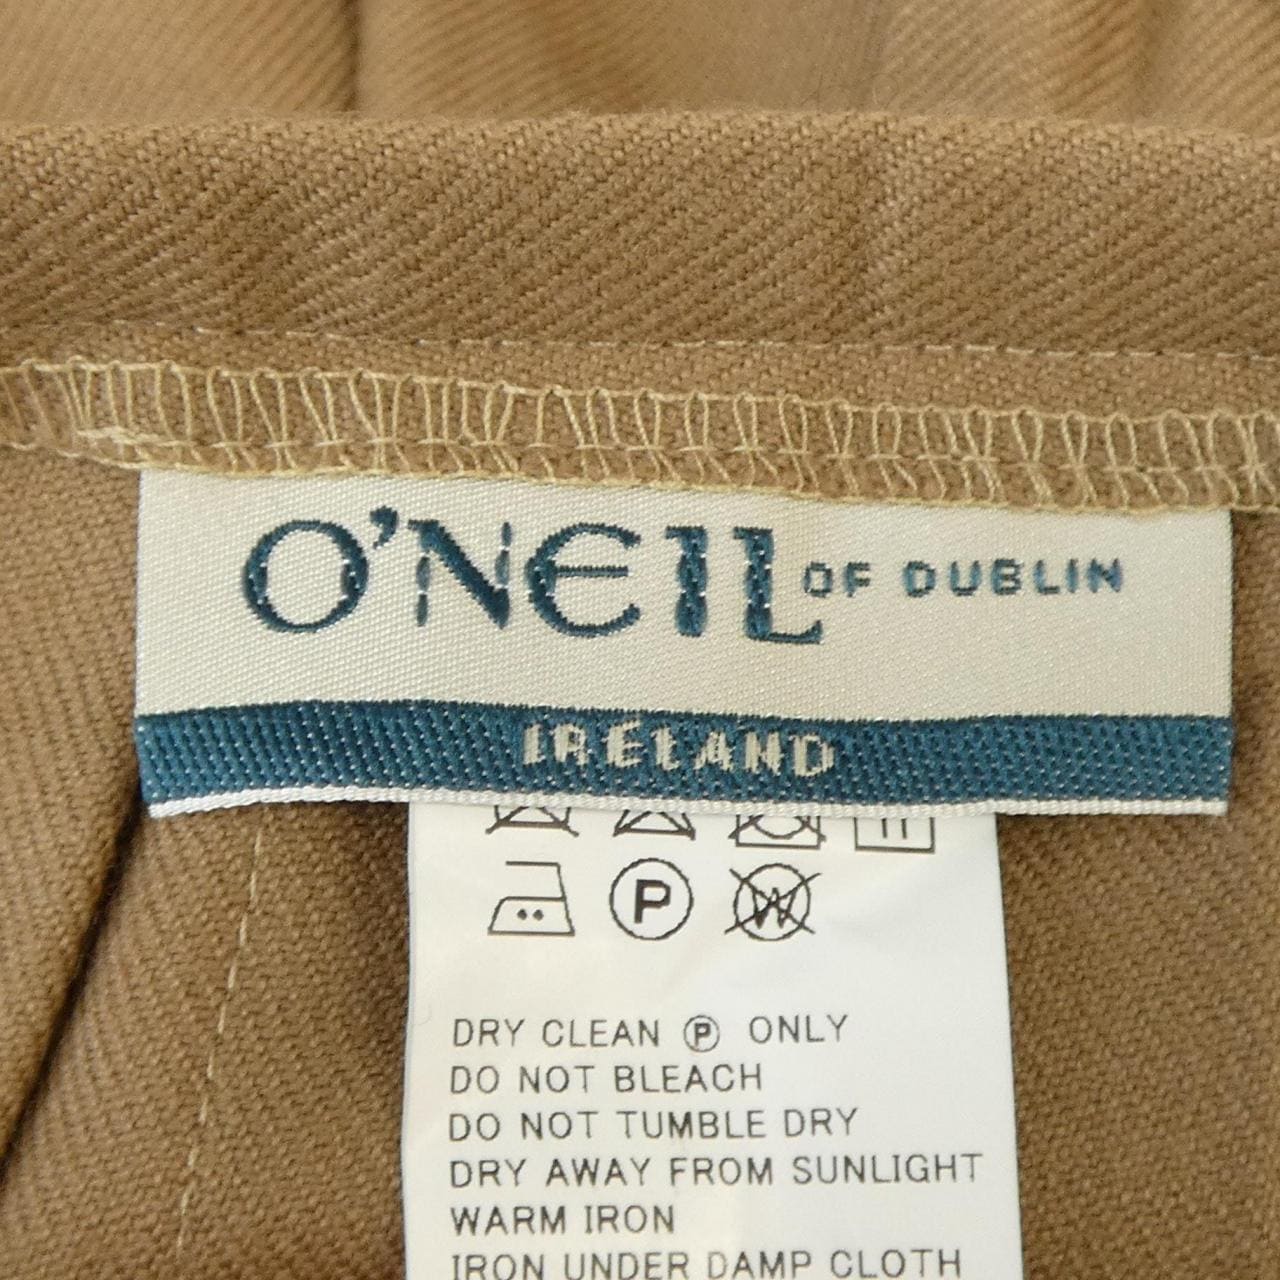 O'NEIL OF DUBLIN
IRELAND
P W
DRY CLEAN Ⓟ ONLY
DO NOT BLEACH
DO NOT TUMBLE DRY
DRY AWAY FROM SUNLIGHT
WARM IRON
IRON UNDER DAMP CLOTH